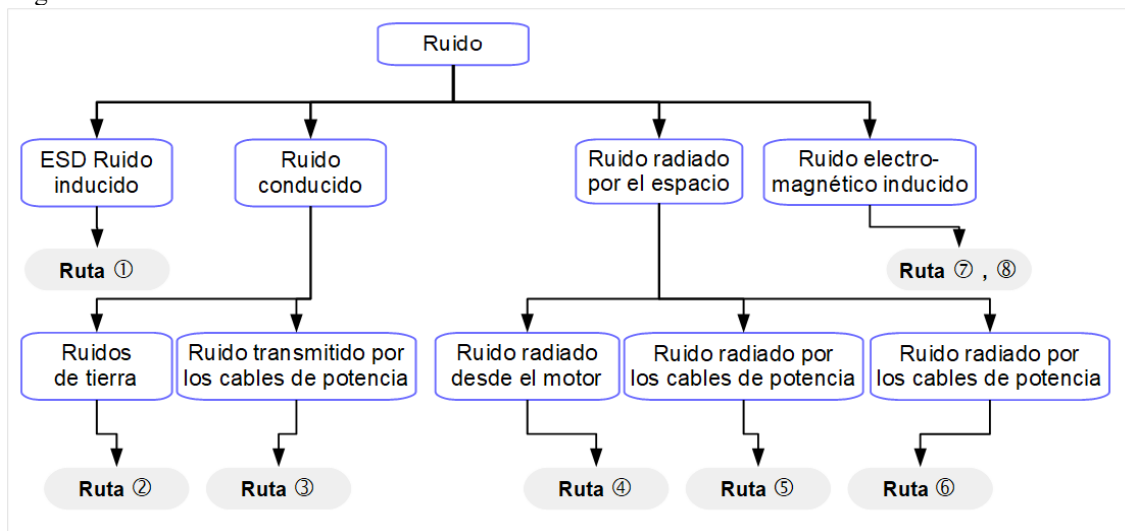 Ruido
ESD Ruido
inducido
Ruido
conducido
Ruido radiado
por el espacio
Ruido electro-
magnético inducido
Ruta ①
Ruta ⑦ , ⑧
Ruidos
de tierra
Ruido transmitido por
los cables de potencia
Ruido radiado
desde el motor
Ruido radiado por
los cables de potencia
Ruido radiado por
los cables de potencia
Ruta ②
Ruta ③
Ruta ④
Ruta ⑤
Ruta ⑥